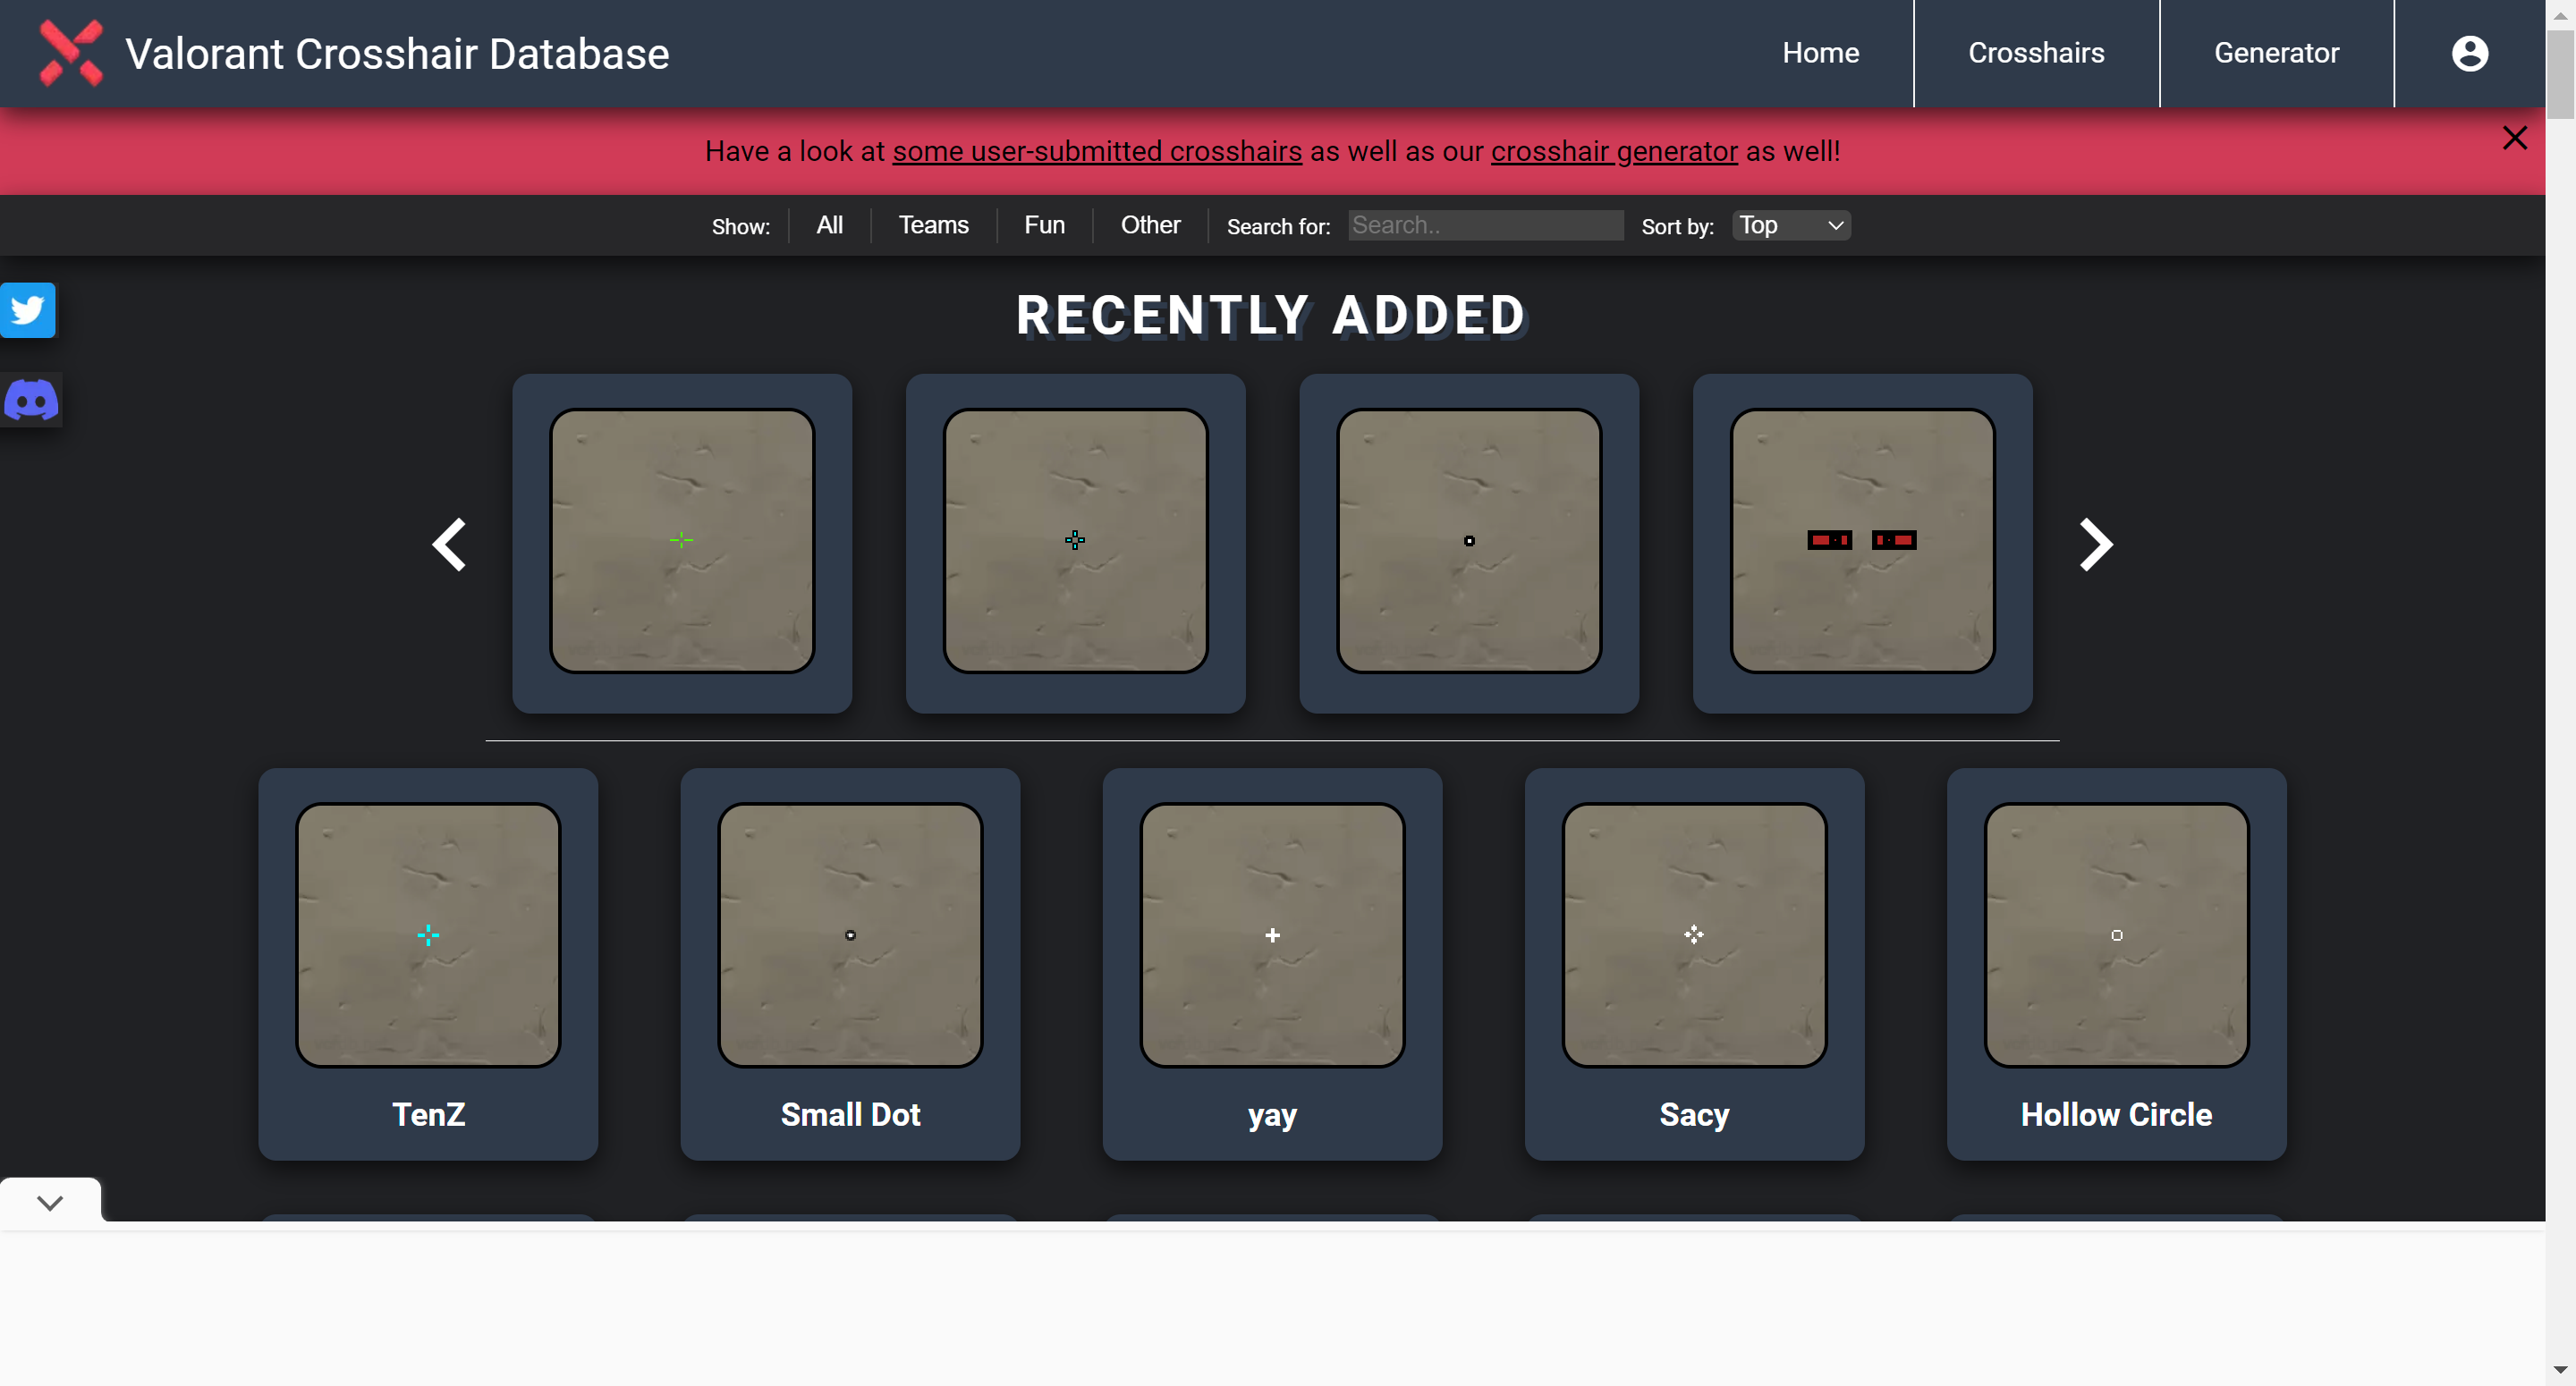 Valorant Crosshair Database
Home
Crosshairs
Generator
Have a look at some user-submitted crosshairs as well as our crosshair generator as well!
Show: All Teams Fun Other Search for: Search.. Sort by: Top
RECENTLY ADDED
TenZ
Small Dot
yay
Sacy
Hollow Circle